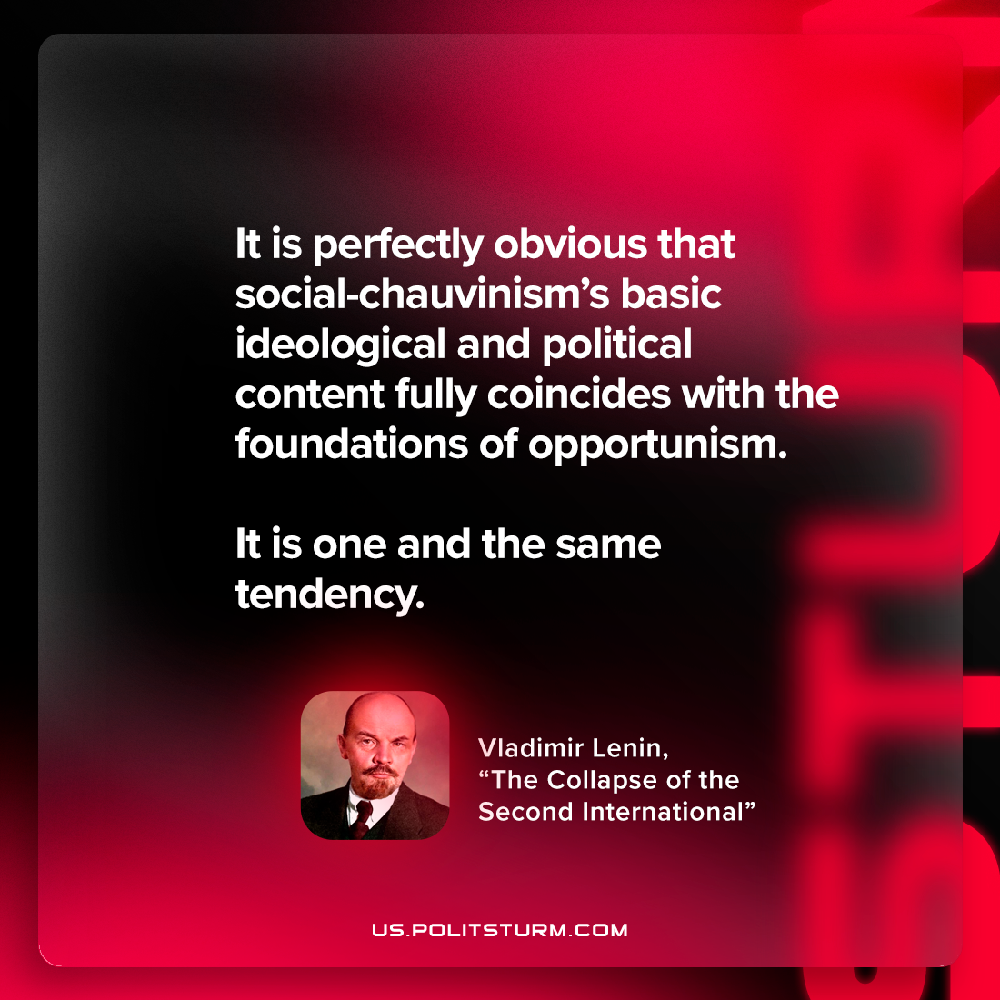 It is perfectly obvious that
social-chauvinism’s basic
ideological and political
content fully coincides with the
foundations of opportunism.
It is one and the same
tendency.
Vladimir Lenin,
“The Collapse of the
Second International”
US.POLITSTURM.COM